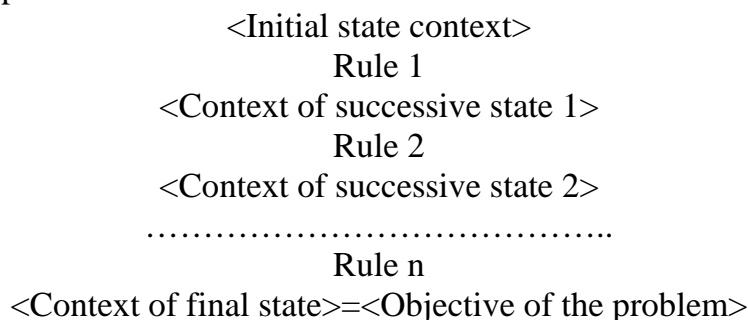 <Initial state context>
Rule 1
<Context of successive state 1>
Rule 2
<Context of successive state 2>
…………………………………..
Rule n
<Context of final state>=<Objective of the problem>